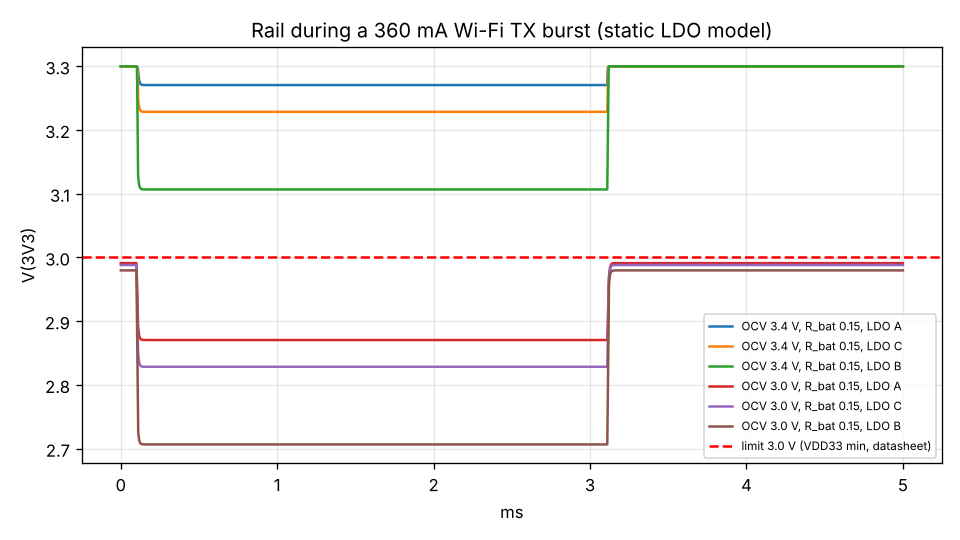 Rail during a 360 mA Wi-Fi TX burst (static LDO model)
V(3V3)
3.3
3.2
3.1
3.0
2.9
2.8
2.7
OCV 3.4 V, R_bat 0.15, LDO A
OCV 3.4 V, R_bat 0.15, LDO C
OCV 3.4 V, R_bat 0.15, LDO B
OCV 3.0 V, R_bat 0.15, LDO A
OCV 3.0 V, R_bat 0.15, LDO C
OCV 3.0 V, R_bat 0.15, LDO B
limit 3.0 V (VDD33 min, datasheet)
0 1 2 3 4 5
ms